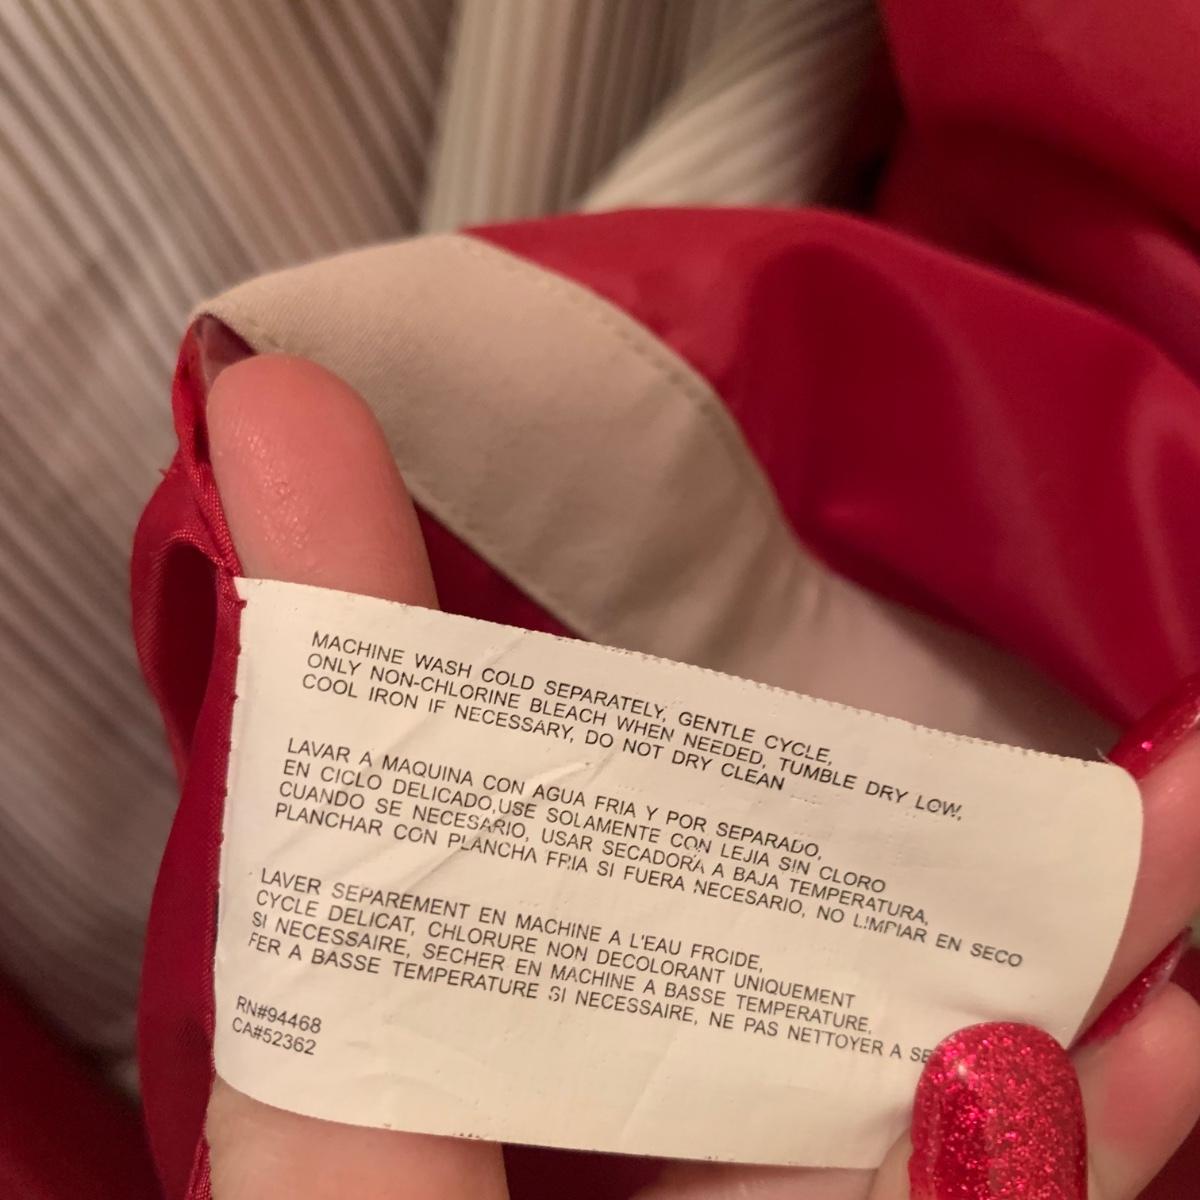 MACHINE WASH COLD SEPARATELY, GENTLE CYCLE,
ONLY NON-CHLORINE BLEACH WHEN NEEDED, TUMBLE DRY LOW,
COOL IRON IF NECESSARY, DO NOT DRY CLEAN
LAVAR A MAQUINA CON AGUA FRIA Y POR SEPARADO,
EN CICLO DELICADO,USE SOLAMENTE CON LEJIA SIN CLORO
CUANDO SE NECESARIO, USAR SECADORA A BAJA TEMPERATURA,
PLANCHAR CON PLANCHA FRIA SI FUERA NECESARIO, NO LIMPIAR EN SECO
LAVER SEPAREMENT EN MACHINE A L'EAU FROIDE,
CYCLE DELICAT, CHLORURE NON DECOLORANT UNIQUEMENT
SI NECESSAIRE, SECHER EN MACHINE A BASSE TEMPERATURE,
FER A BASSE TEMPERATURE SI NECESSAIRE, NE PAS NETTOYER A
RN#94468
CA#52362